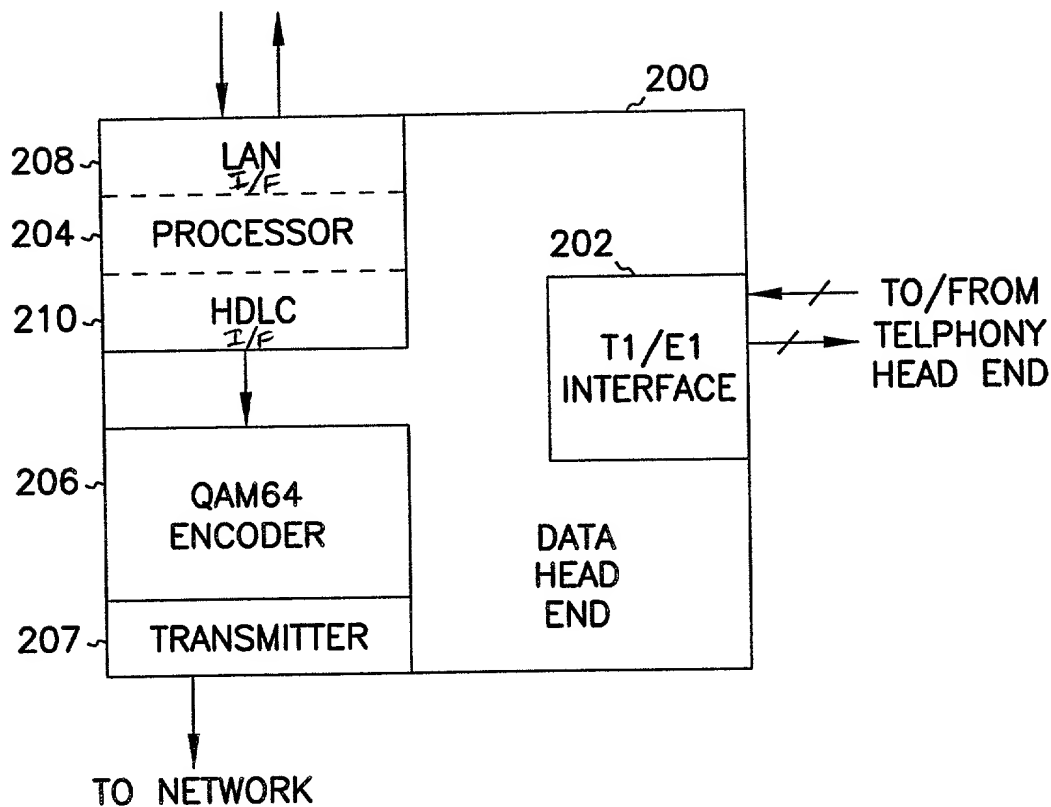 200
208
LAN
I/F
204
PROCESSOR
202
210
HDLC
I/F
T1/E1
INTERFACE
TO/FROM
TELPHONY
HEAD END
206
QAM64
ENCODER
DATA
HEAD
END
207
TRANSMITTER
TO NETWORK